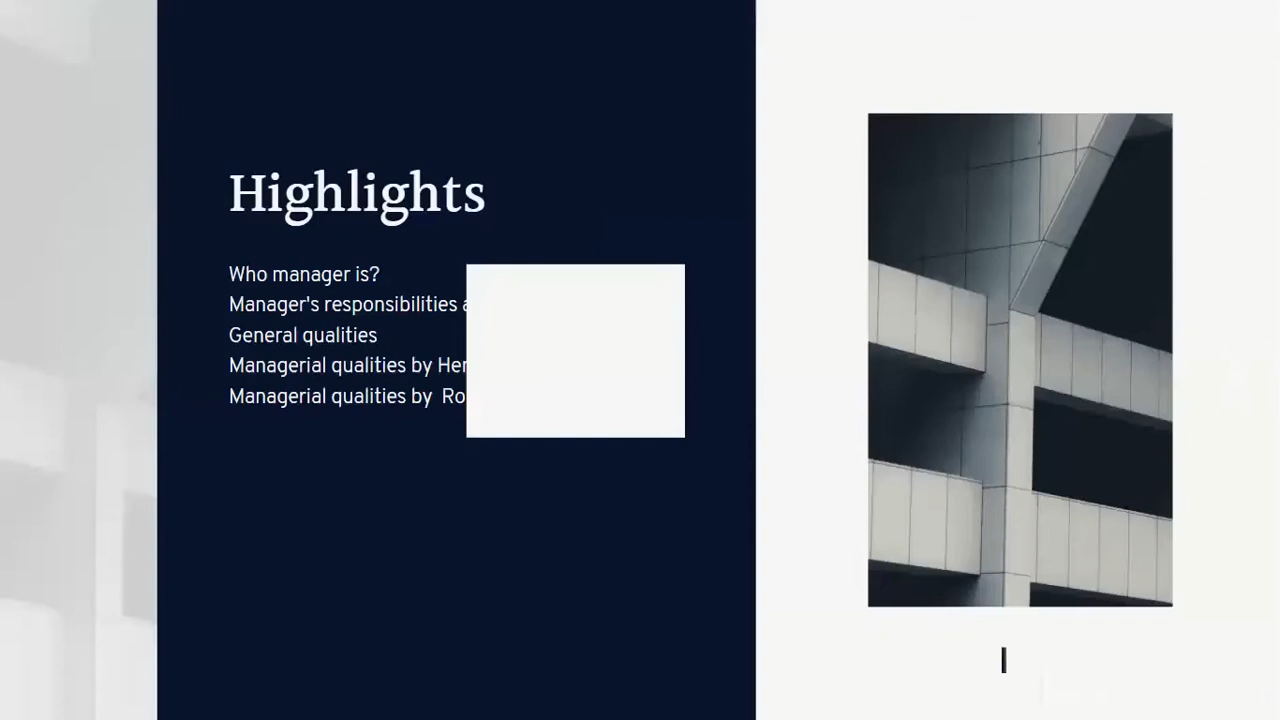 Highlights
Who manager is?
Manager's responsibilities
General qualities
Managerial qualities by
Managerial qualities by